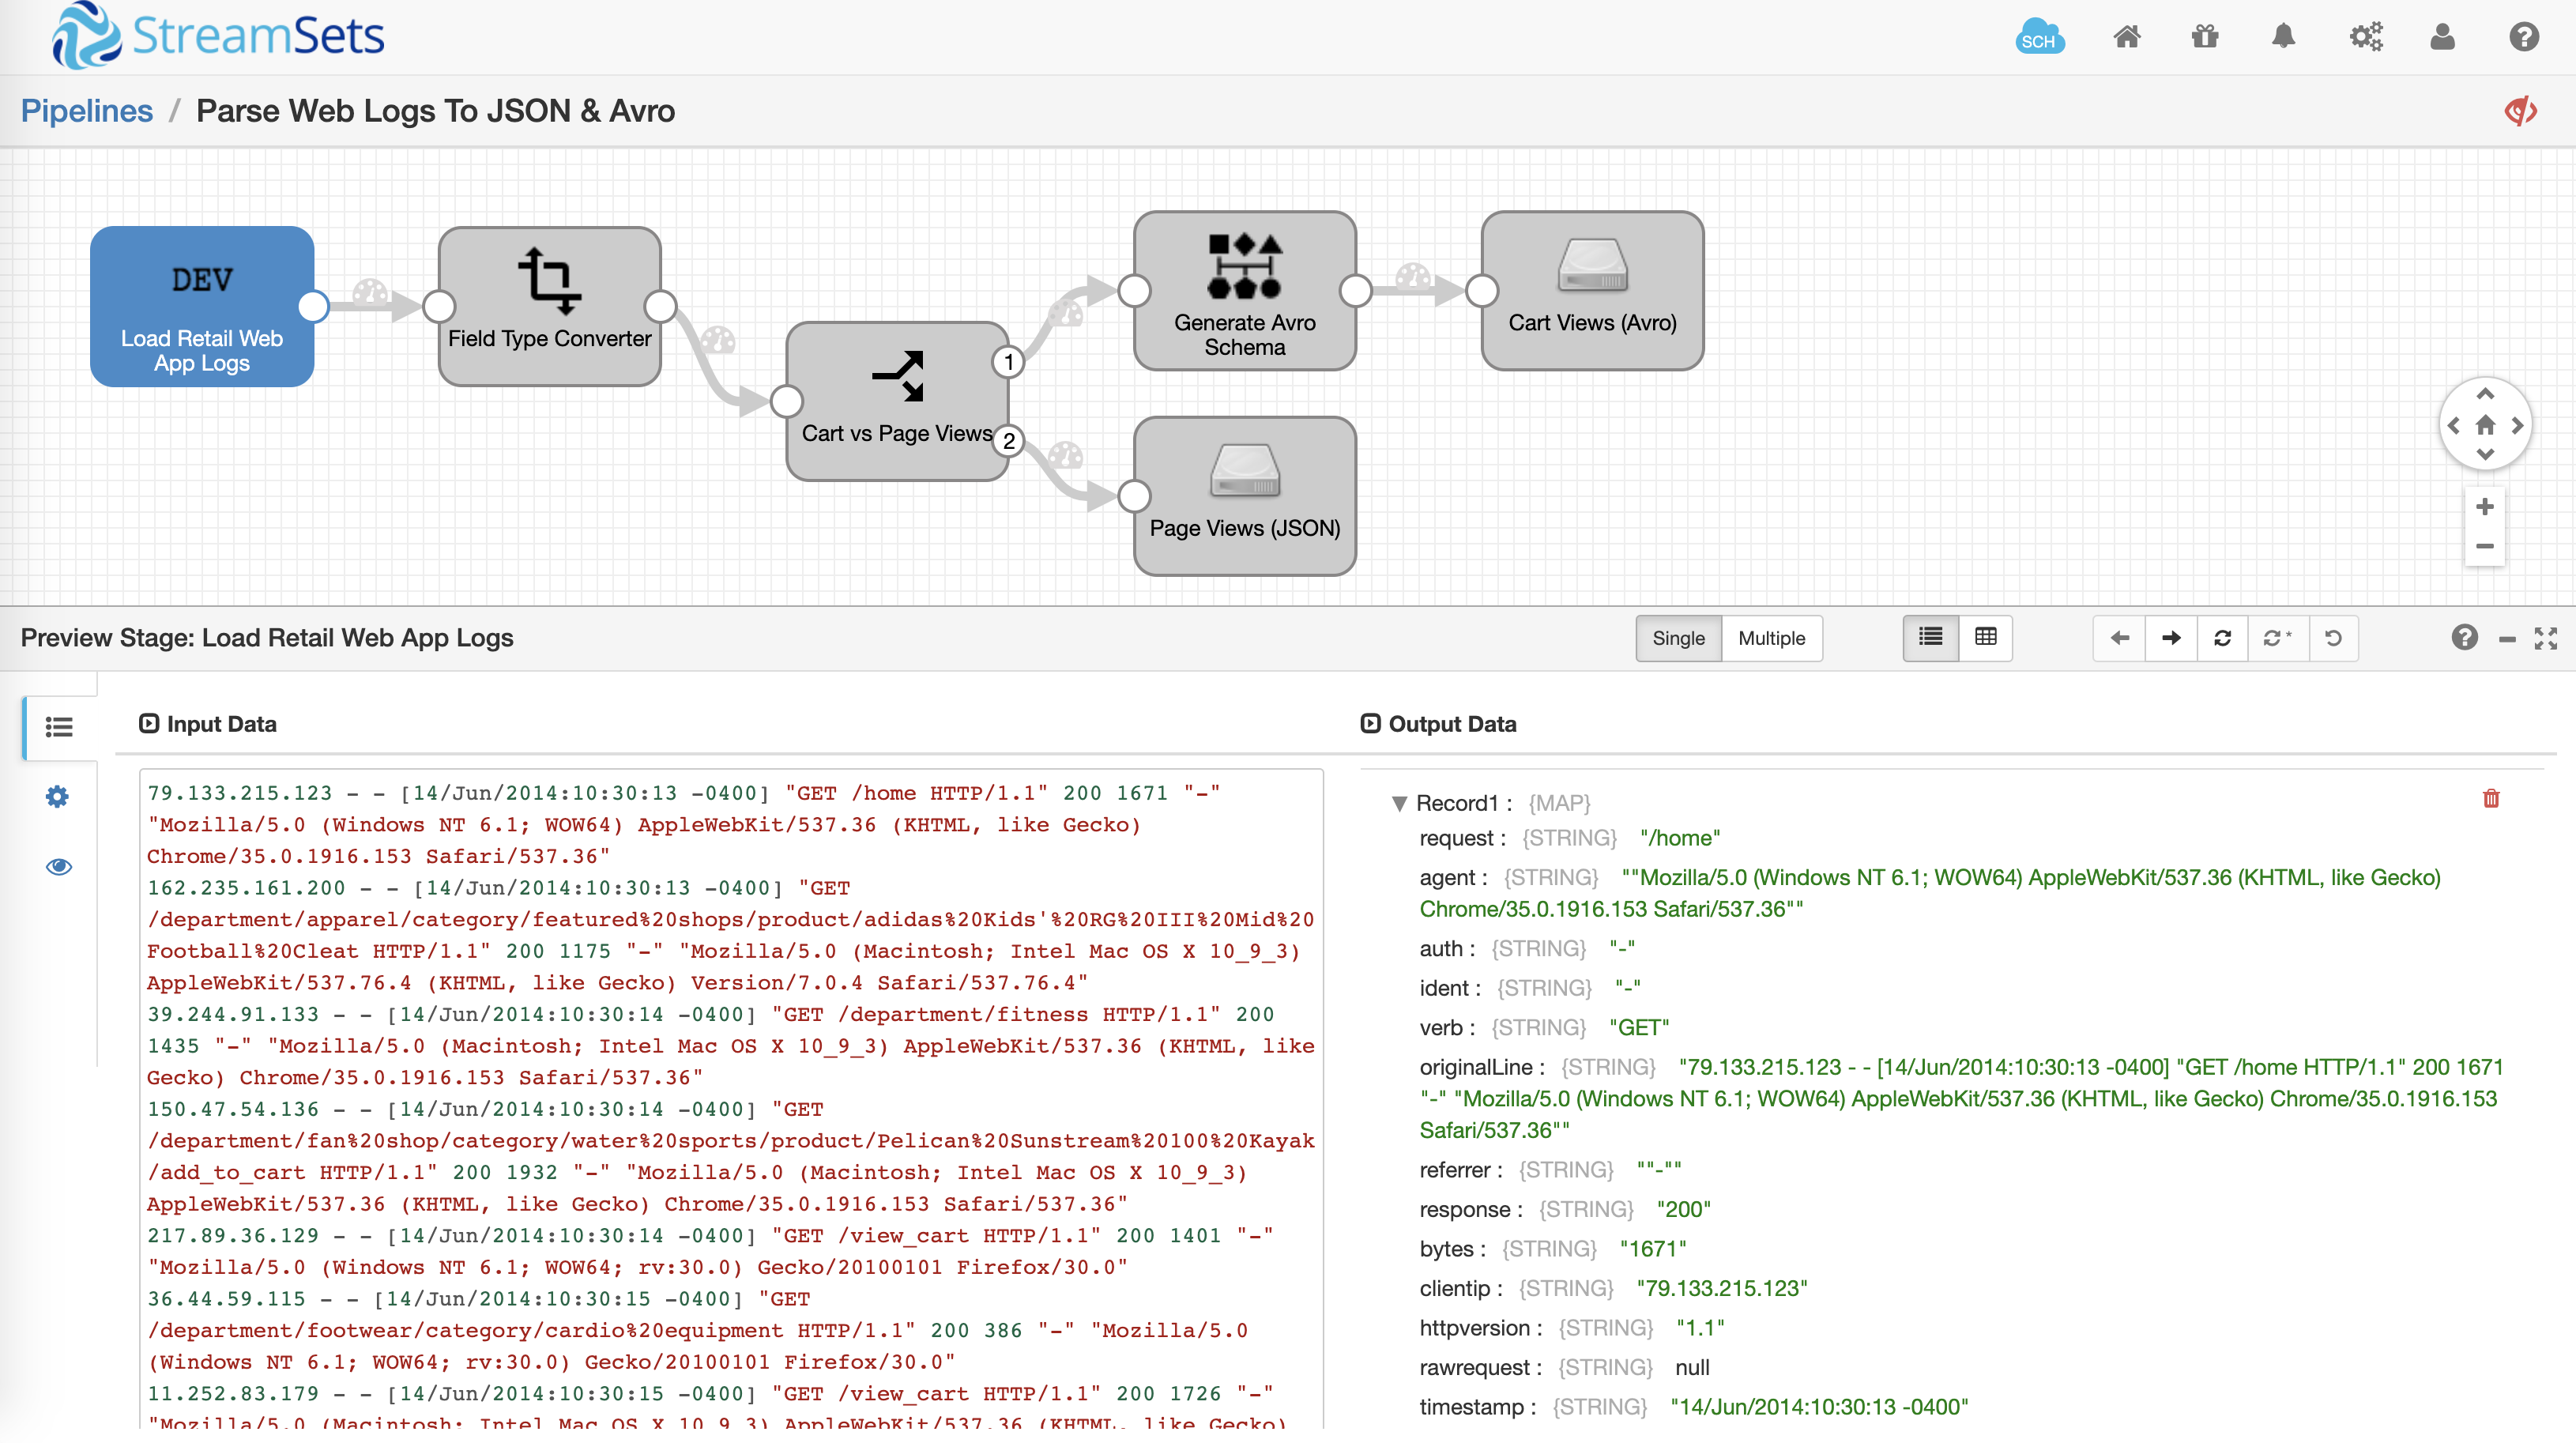 StreamSets
SCH
Pipelines / Parse Web Logs To JSON & Avro
DEV
Load Retail Web
App Logs
Field Type Converter
Cart vs Page Views
1
2
Generate Avro
Schema
Cart Views (Avro)
Page Views (JSON)
Preview Stage: Load Retail Web App Logs
Single
Multiple
Input Data
79.133.215.123 - - [14/Jun/2014:10:30:13 -0400] "GET /home HTTP/1.1" 200 1671 "-"
"Mozilla/5.0 (Windows NT 6.1; WOW64) AppleWebKit/537.36 (KHTML, like Gecko)
Chrome/35.0.1916.153 Safari/537.36"
162.235.161.200 - - [14/Jun/2014:10:30:13 -0400] "GET
/department/apparel/category/featured%20shops/product/adidas%20Kids'%20RG%20III%20Mid%20
Football%20Cleat HTTP/1.1" 200 1175 "-" "Mozilla/5.0 (Macintosh; Intel Mac OS X 10_9_3)
AppleWebKit/537.76.4 (KHTML, like Gecko) Version/7.0.4 Safari/537.76.4"
39.244.91.133 - - [14/Jun/2014:10:30:14 -0400] "GET /department/fitness HTTP/1.1" 200
1435 "-" "Mozilla/5.0 (Macintosh; Intel Mac OS X 10_9_3) AppleWebKit/537.36 (KHTML, like
Gecko) Chrome/35.0.1916.153 Safari/537.36"
150.47.54.136 - - [14/Jun/2014:10:30:14 -0400] "GET
/department/fan%20shop/category/water%20sports/product/Pelican%20Sunstream%20100%20Kayak
/add_to_cart HTTP/1.1" 200 1932 "-" "Mozilla/5.0 (Macintosh; Intel Mac OS X 10_9_3)
AppleWebKit/537.36 (KHTML, like Gecko) Chrome/35.0.1916.153 Safari/537.36"
217.89.36.129 - - [14/Jun/2014:10:30:14 -0400] "GET /view_cart HTTP/1.1" 200 1401 "-"
"Mozilla/5.0 (Windows NT 6.1; WOW64; rv:30.0) Gecko/20100101 Firefox/30.0"
36.44.59.115 - - [14/Jun/2014:10:30:15 -0400] "GET
/department/footwear/category/cardio%20equipment HTTP/1.1" 200 386 "-" "Mozilla/5.0
(Windows NT 6.1; WOW64; rv:30.0) Gecko/20100101 Firefox/30.0"
11.252.83.179 - - [14/Jun/2014:10:30:15 -0400] "GET /view_cart HTTP/1.1" 200 1726 "-"
"Mozilla/5.0 (Macintosh; Intel Mac OS X 10_9_3) AppleWebKit/537.36 (KHTML, like Gecko)
Output Data
Record1 : {MAP}
request : {STRING} "/home"
agent : {STRING} ""Mozilla/5.0 (Windows NT 6.1; WOW64) AppleWebKit/537.36 (KHTML, like Gecko)
Chrome/35.0.1916.153 Safari/537.36""
auth : {STRING} "-"
ident : {STRING} "-"
verb : {STRING} "GET"
originalLine : {STRING} "79.133.215.123 - - [14/Jun/2014:10:30:13 -0400] "GET /home HTTP/1.1" 200 1671
"-" "Mozilla/5.0 (Windows NT 6.1; WOW64) AppleWebKit/537.36 (KHTML, like Gecko) Chrome/35.0.1916.153
Safari/537.36""
referrer : {STRING} ""-""
response : {STRING} "200"
bytes : {STRING} "1671"
clientip : {STRING} "79.133.215.123"
httpversion : {STRING} "1.1"
rawrequest : {STRING} null
timestamp : {STRING} "14/Jun/2014:10:30:13 -0400"